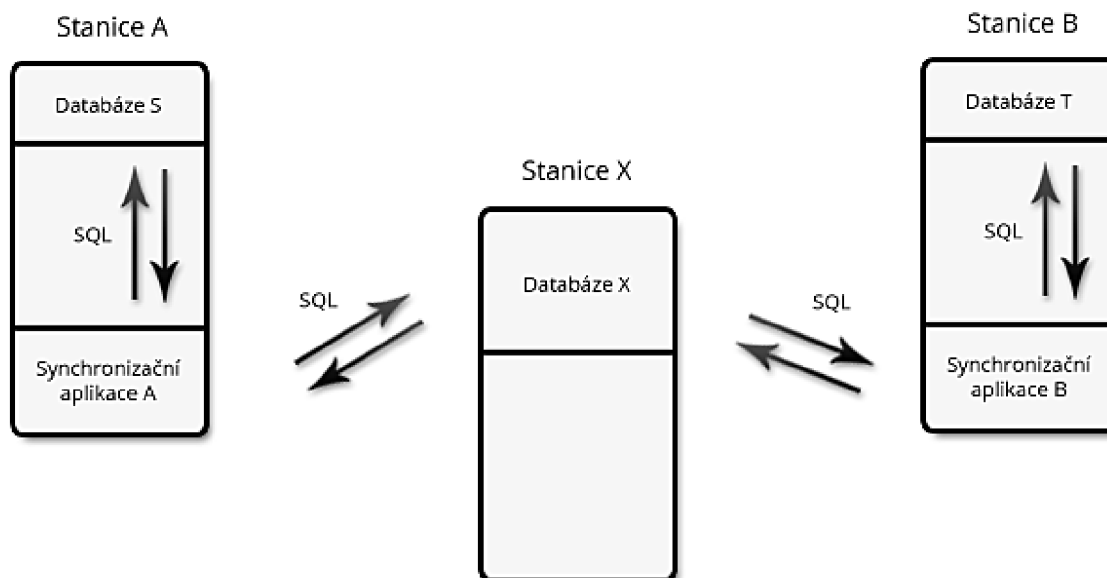 Stanice A
Databáze S
SQL
Synchronizační
aplikace A
SQL
Stanice X
Databáze X
SQL
Stanice B
Databáze T
SQL
Synchronizační
aplikace B